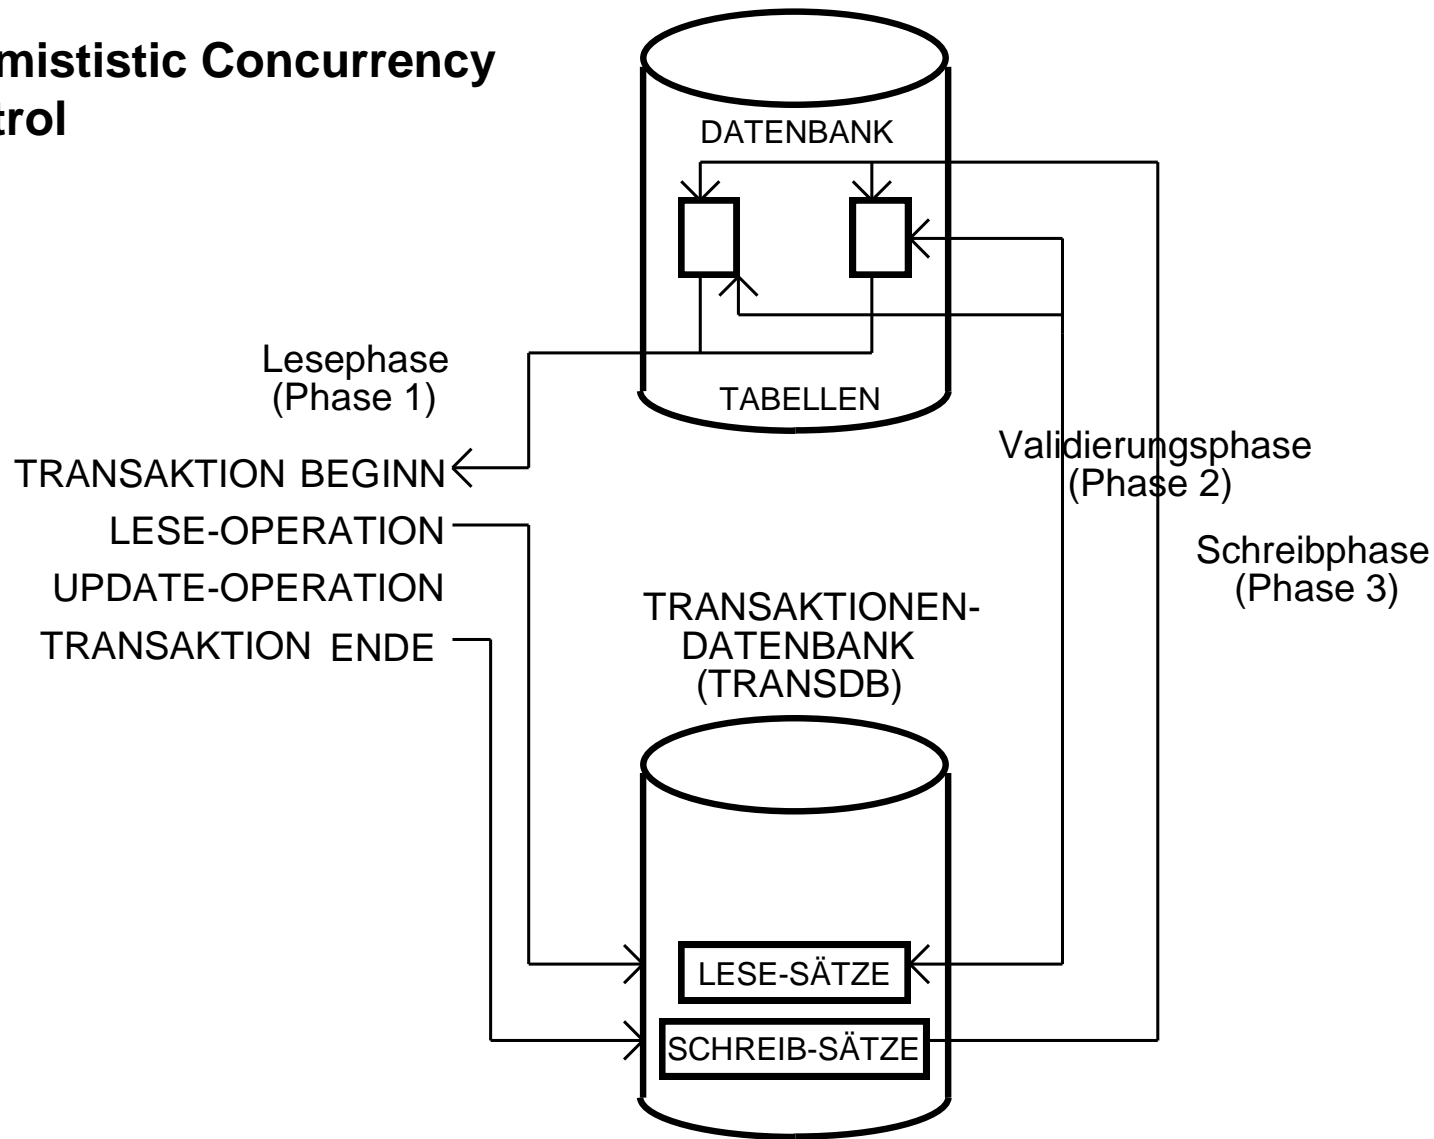 mististic Concurrency
trol
DATENBANK
Lesephase
(Phase 1)
TABELLEN
Validierungsphase
(Phase 2)
TRANSAKTION BEGINN
LESE-OPERATION
UPDATE-OPERATION
TRANSAKTION ENDE
Schreibphase
(Phase 3)
TRANSAKTIONEN-
DATENBANK
(TRANSDB)
LESE-SÄTZE
SCHREIB-SÄTZE